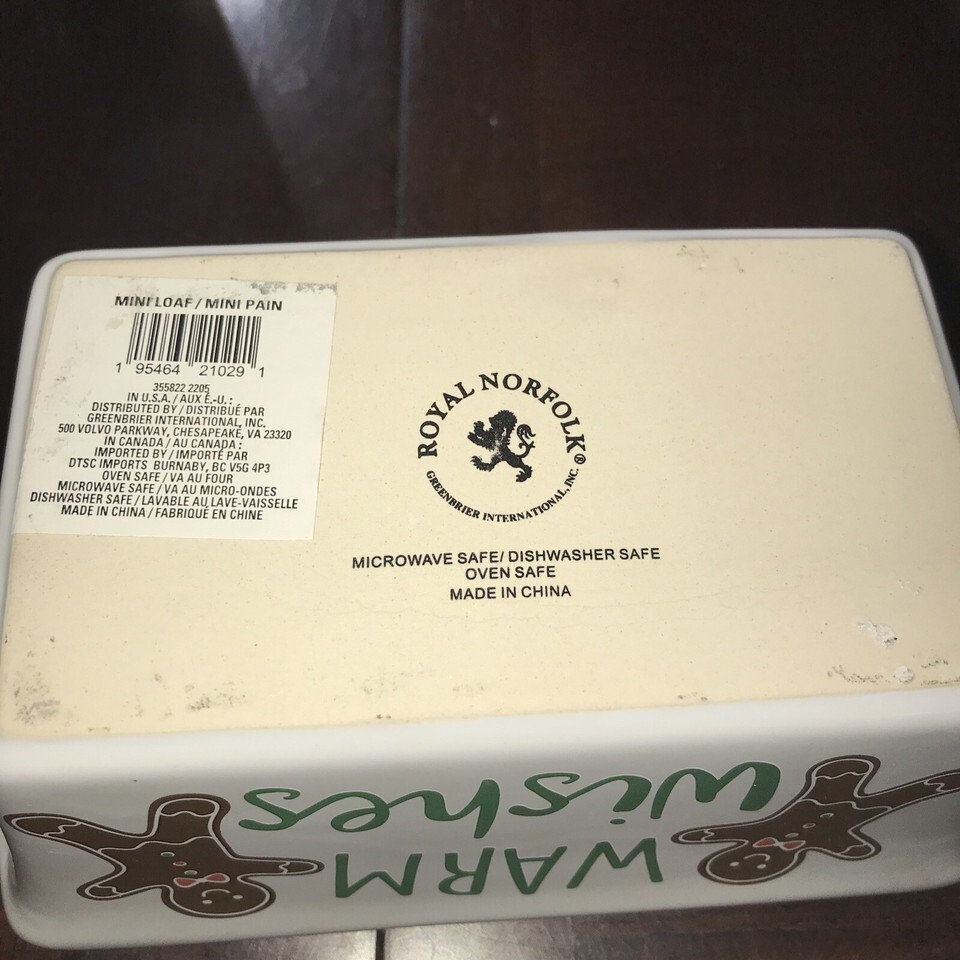 MINI LOAF / MINI PAIN
1 95464 21029 1
355822 2205
IN U.S.A. / AUX É.-U. :
DISTRIBUTED BY / DISTRIBUÉ PAR
GREENBRIER INTERNATIONAL, INC.
500 VOLVO PARKWAY, CHESAPEAKE, VA 23320
IN CANADA / AU CANADA :
IMPORTED BY / IMPORTÉ PAR
DTSC IMPORTS BURNABY, BC V5G 4P3
OVEN SAFE / VA AU FOUR
MICROWAVE SAFE / VA AU MICRO-ONDES
DISHWASHER SAFE / LAVABLE AU LAVE-VAISSELLE
MADE IN CHINA / FABRIQUÉ EN CHINE
ROYAL NORFOLK®
GREENBRIER INTERNATIONAL, INC.
MICROWAVE SAFE/ DISHWASHER SAFE
OVEN SAFE
MADE IN CHINA
WARM
wishes